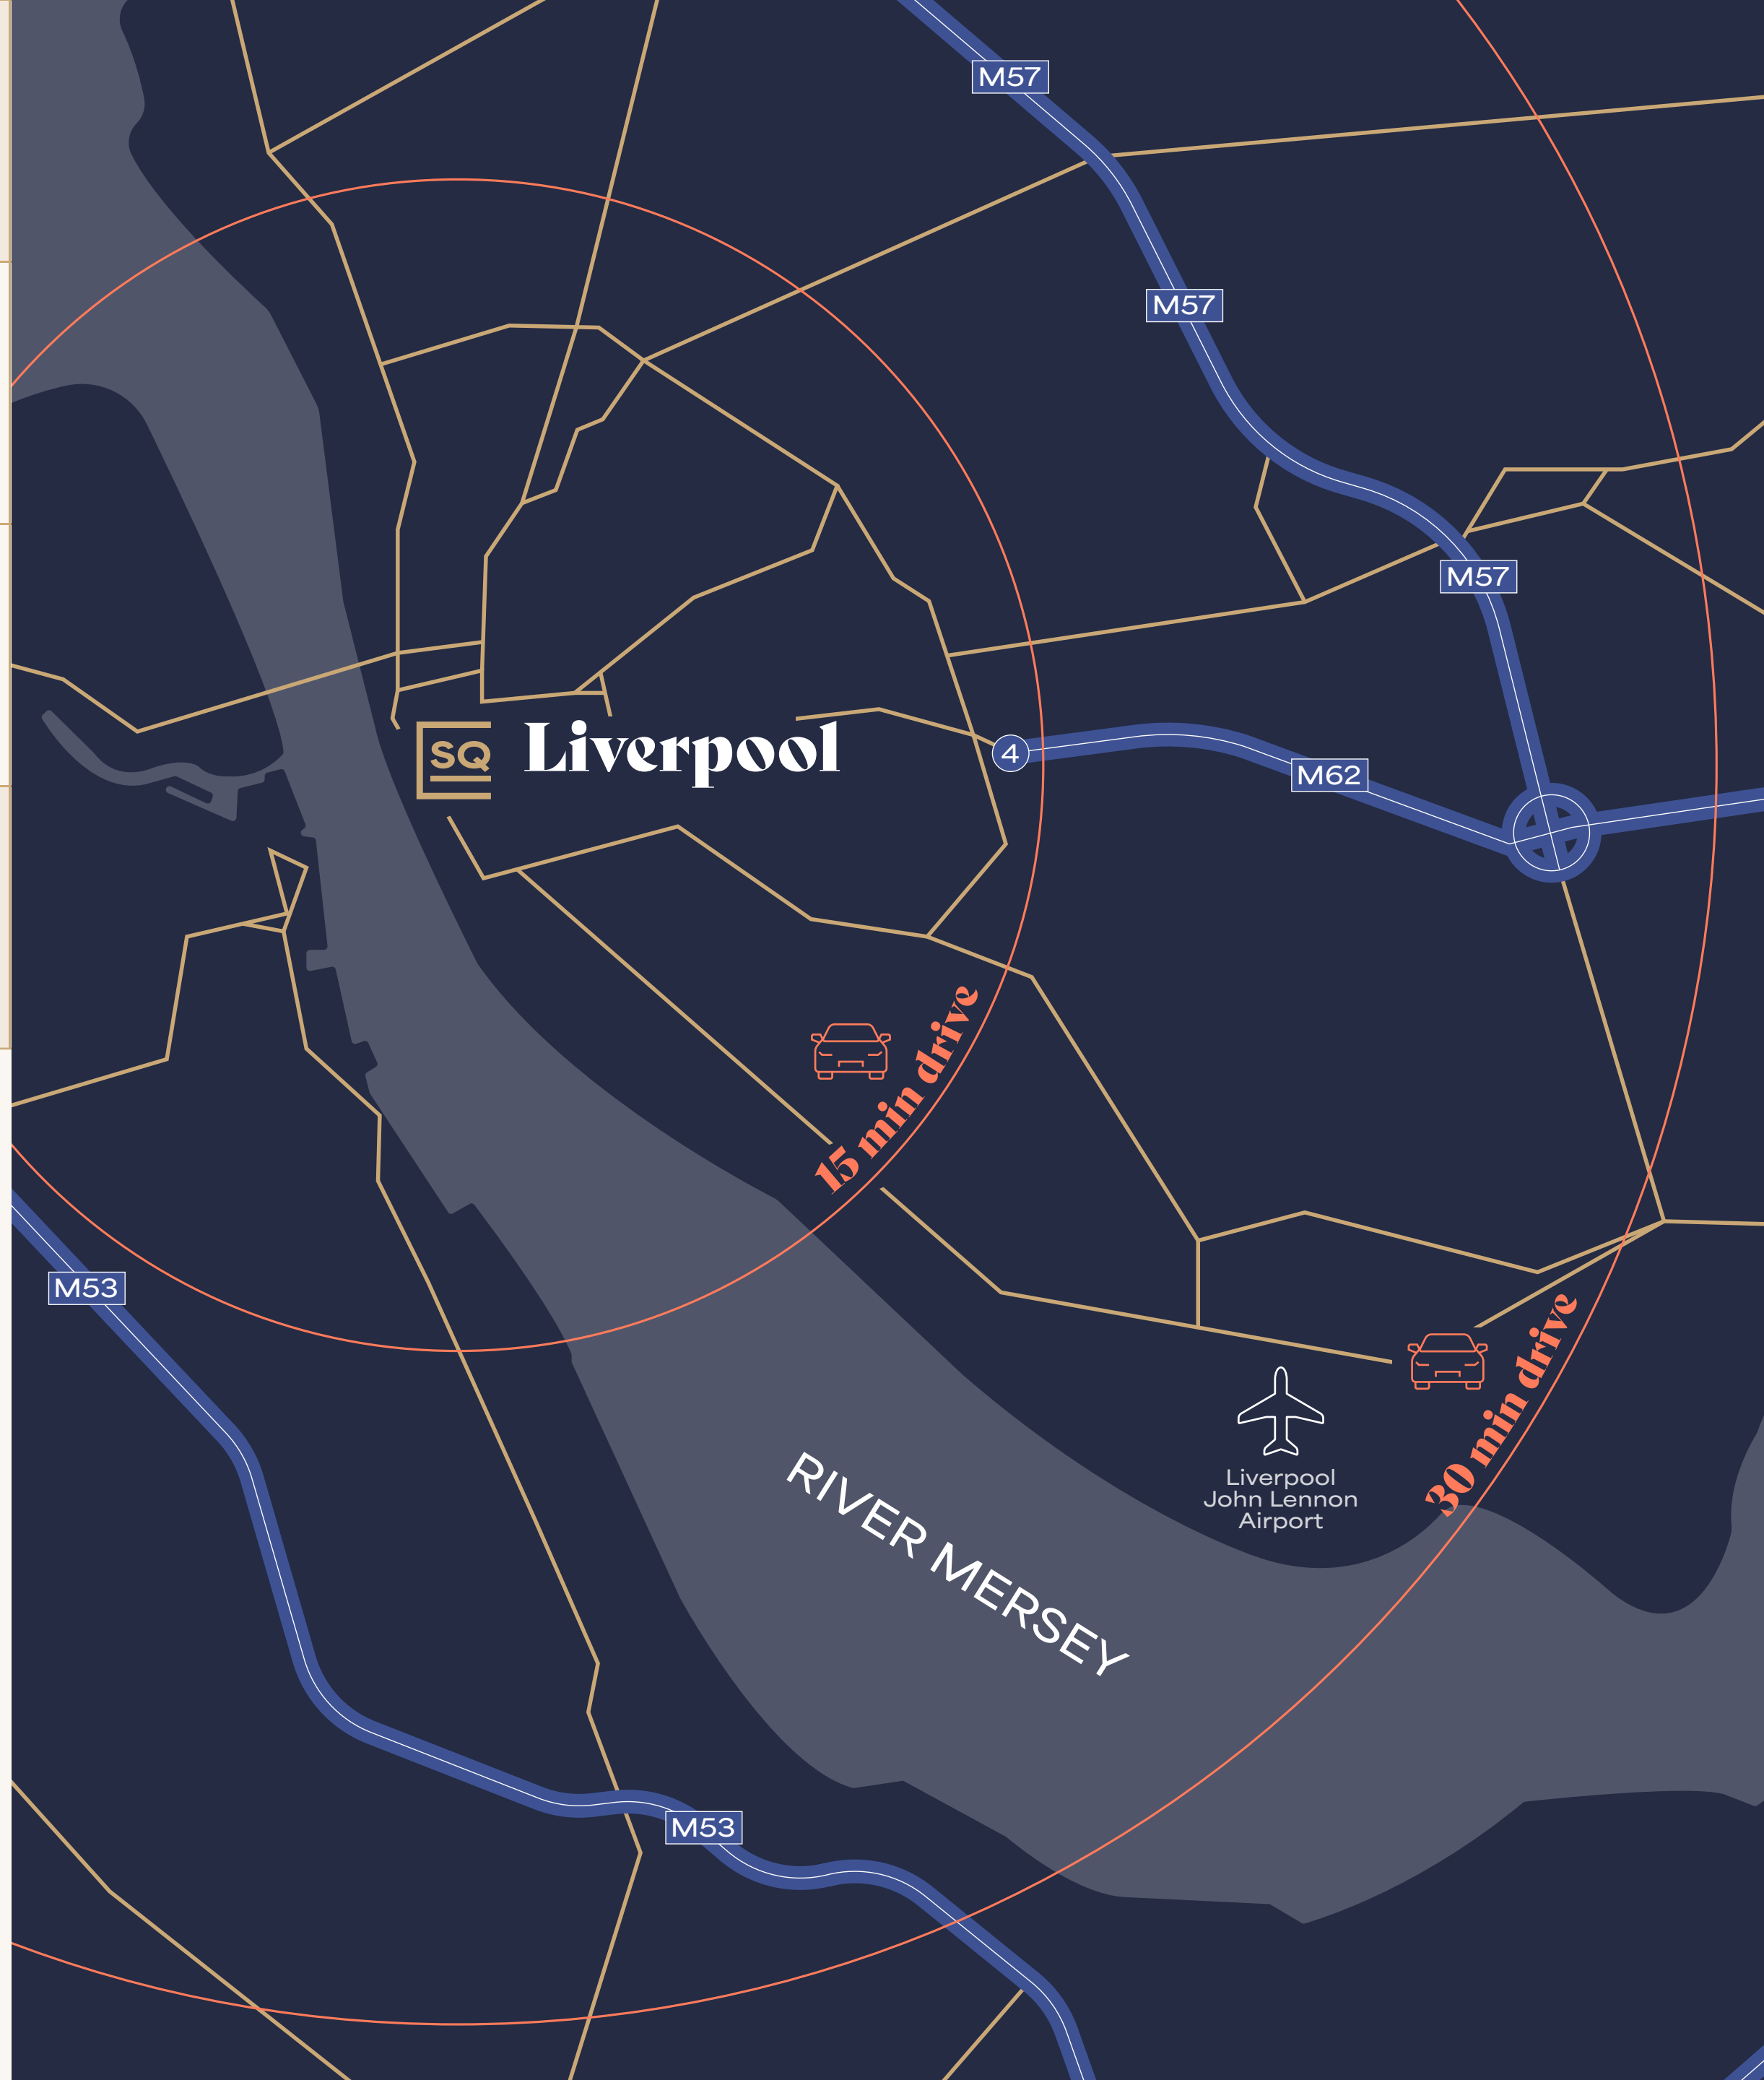 M57
M57
M57
SQ
Liverpool
4
M62
15 min drive
M53
30 min drive
Liverpool
John Lennon
Airport
RIVER MERSEY
M53